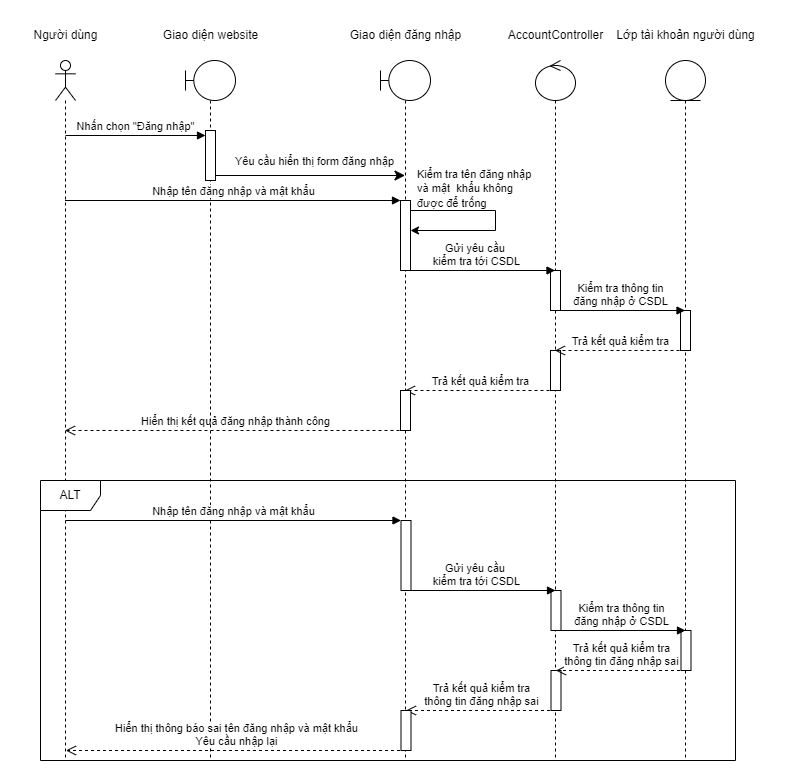 Người dùng
Giao diện website
Giao diện đăng nhập
AccountController
Lớp tài khoản người dùng
Nhấn chọn "Đăng nhập"
Yêu cầu hiển thị form đăng nhập
Kiểm tra tên đăng nhập
và mật khẩu không
được để trống
Nhập tên đăng nhập và mật khẩu
Gửi yêu cầu
kiểm tra tới CSDL
Kiểm tra thông tin
đăng nhập ở CSDL
Trả kết quả kiểm tra
Trả kết quả kiểm tra
Hiển thị kết quả đăng nhập thành công
ALT
Nhập tên đăng nhập và mật khẩu
Gửi yêu cầu
kiểm tra tới CSDL
Kiểm tra thông tin
đăng nhập ở CSDL
Trả kết quả kiểm tra
thông tin đăng nhập sai
Trả kết quả kiểm tra
thông tin đăng nhập sai
Hiển thị thông báo sai tên đăng nhập và mật khẩu
Yêu cầu nhập lại